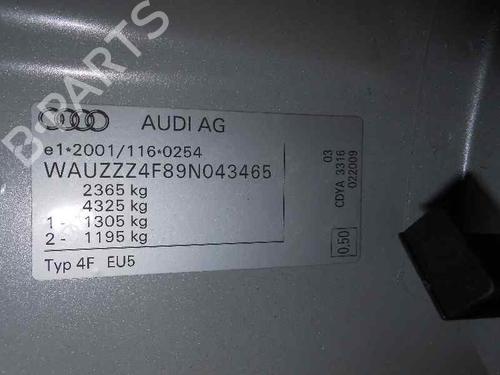 B-PARTS
AUDI AG
e1*2001/116*0254
WAUZZZ4F89N043465
2365 kg
4325 kg
1- 1305 kg
2- 1195 kg
Typ 4F EU5
03
CDYA 3316
022009
0,50